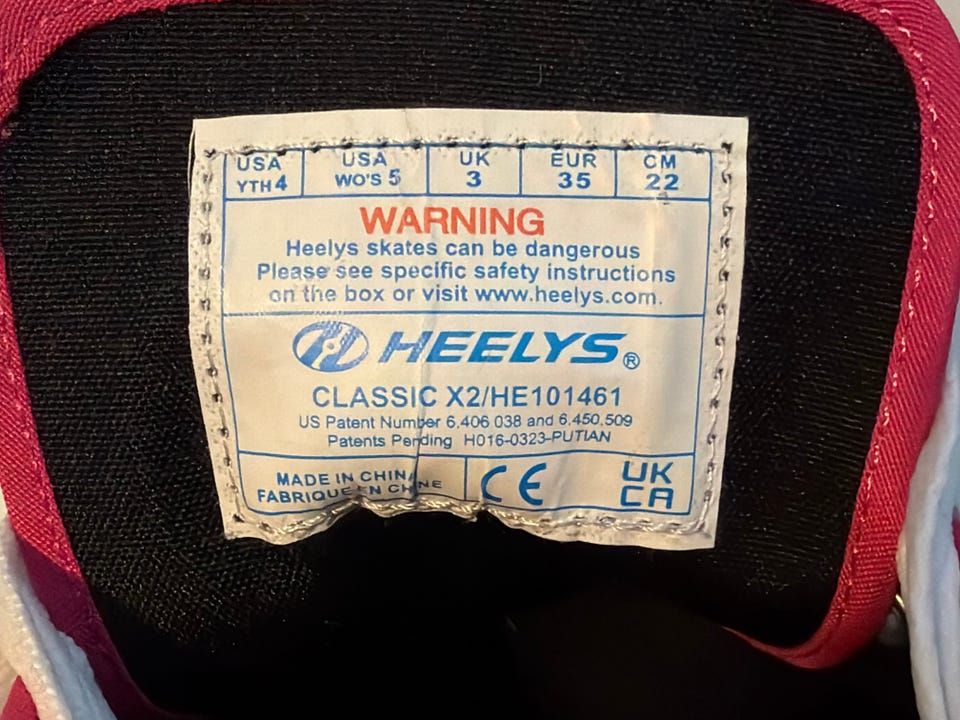 USA USA UK EUR CM
YTH 4 WO'S 5 3 35 22
WARNING
Heelys skates can be dangerous
Please see specific safety instructions
on the box or visit www.heelys.com.
HEELYS®
CLASSIC X2/HE101461
US Patent Number 6,406 038 and 6,450,509
Patents Pending H016-0323-PUTIAN
MADE IN CHINA
FABRIQUE EN CHINE
CE
UK
CA